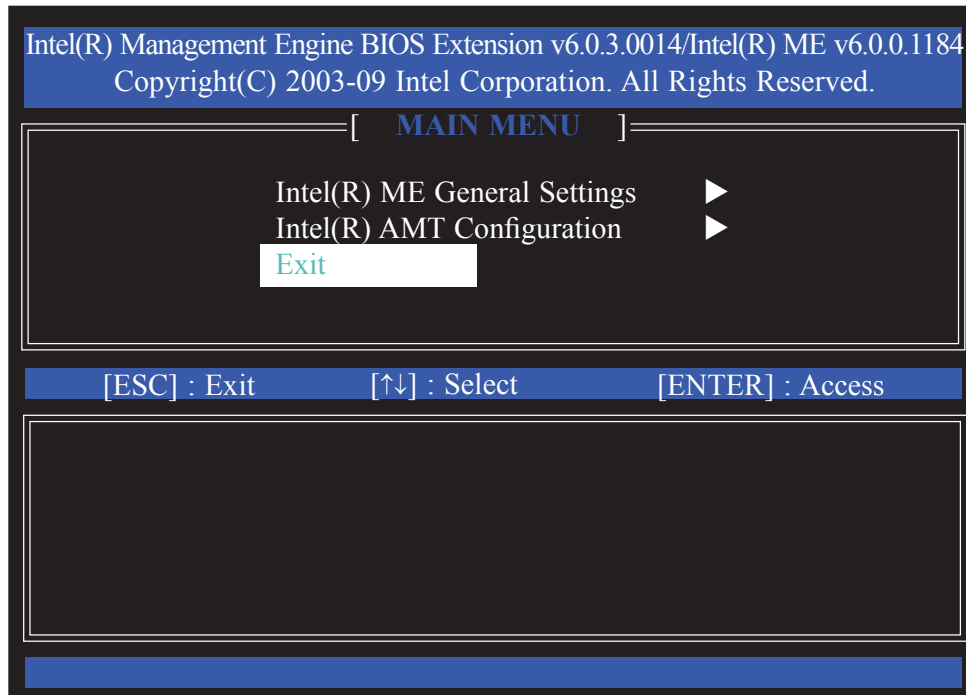 Intel(R) Management Engine BIOS Extension v6.0.3.0014/Intel(R) ME v6.0.0.1184
Copyright(C) 2003-09 Intel Corporation. All Rights Reserved.
[ MAIN MENU ]
Intel(R) ME General Settings ▶
Intel(R) AMT Configuration ▶
Exit
[ESC] : Exit [↑↓] : Select [ENTER] : Access